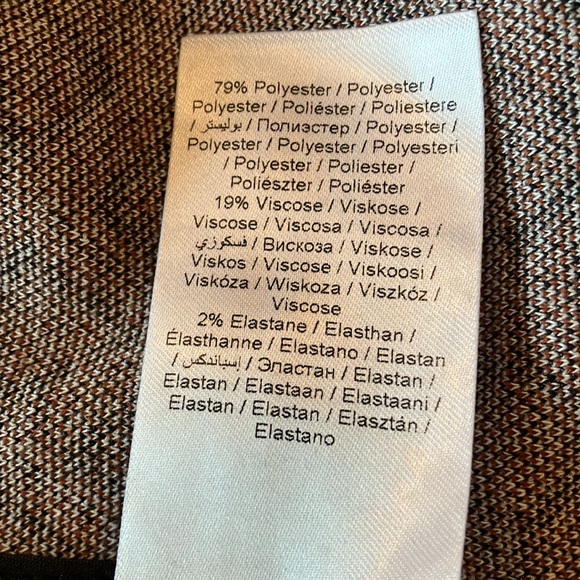 79% Polyester / Polyester /
Polyester / Poliéster / Poliestere
/ بوليستر / Полиэстер / Polyester /
Polyester / Polyester / Polyesteri
/ Polyester / Poliester /
Poliészter / Poliéster
19% Viscose / Viskose /
Viscose / Viscosa / Viscosa /
فسكوزي / Вискоза / Viskose /
Viskos / Viscose / Viskoosi /
Viskóza / Wiskoza / Viszkóz /
Viscose
2% Elastane / Elasthan /
Élasthanne / Elastano / Elastan
/ إسباندكس / Эластан / Elastan /
Elastan / Elastaan / Elastaani /
Elastan / Elastan / Elasztán /
Elastano